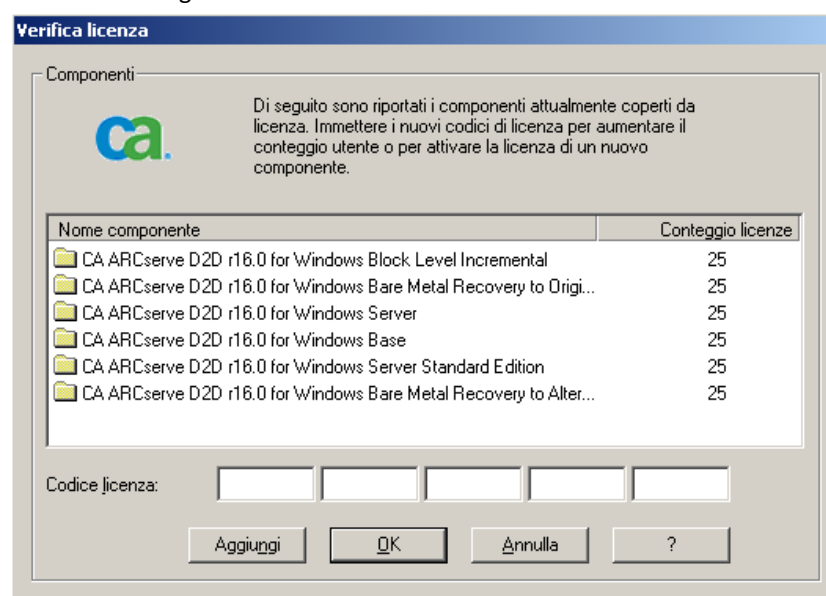 Verifica licenza
Componenti
ca.
Di seguito sono riportati i componenti attualmente coperti da
licenza. Immettere i nuovi codici di licenza per aumentare il
conteggio utente o per attivare la licenza di un nuovo
componente.
Nome componente Conteggio licenze
CA ARCserve D2D r16.0 for Windows Block Level Incremental 25
CA ARCserve D2D r16.0 for Windows Bare Metal Recovery to Origi... 25
CA ARCserve D2D r16.0 for Windows Server 25
CA ARCserve D2D r16.0 for Windows Base 25
CA ARCserve D2D r16.0 for Windows Server Standard Edition 25
CA ARCserve D2D r16.0 for Windows Bare Metal Recovery to Alter... 25
Codice licenza:
Aggiungi OK Annulla ?